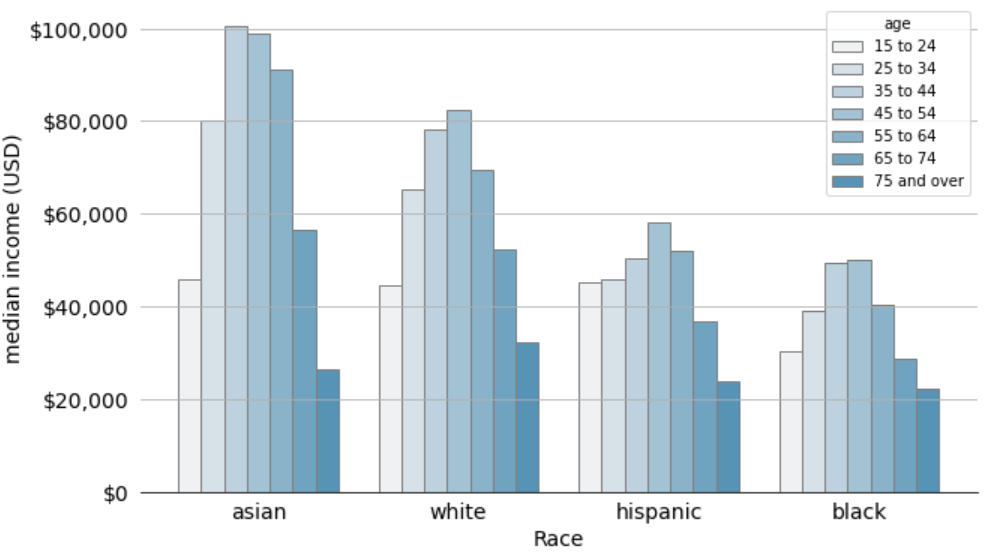 age
15 to 24
25 to 34
35 to 44
45 to 54
55 to 64
65 to 74
75 and over
median income (USD)
$100,000
$80,000
$60,000
$40,000
$20,000
$0
asian white hispanic black
Race